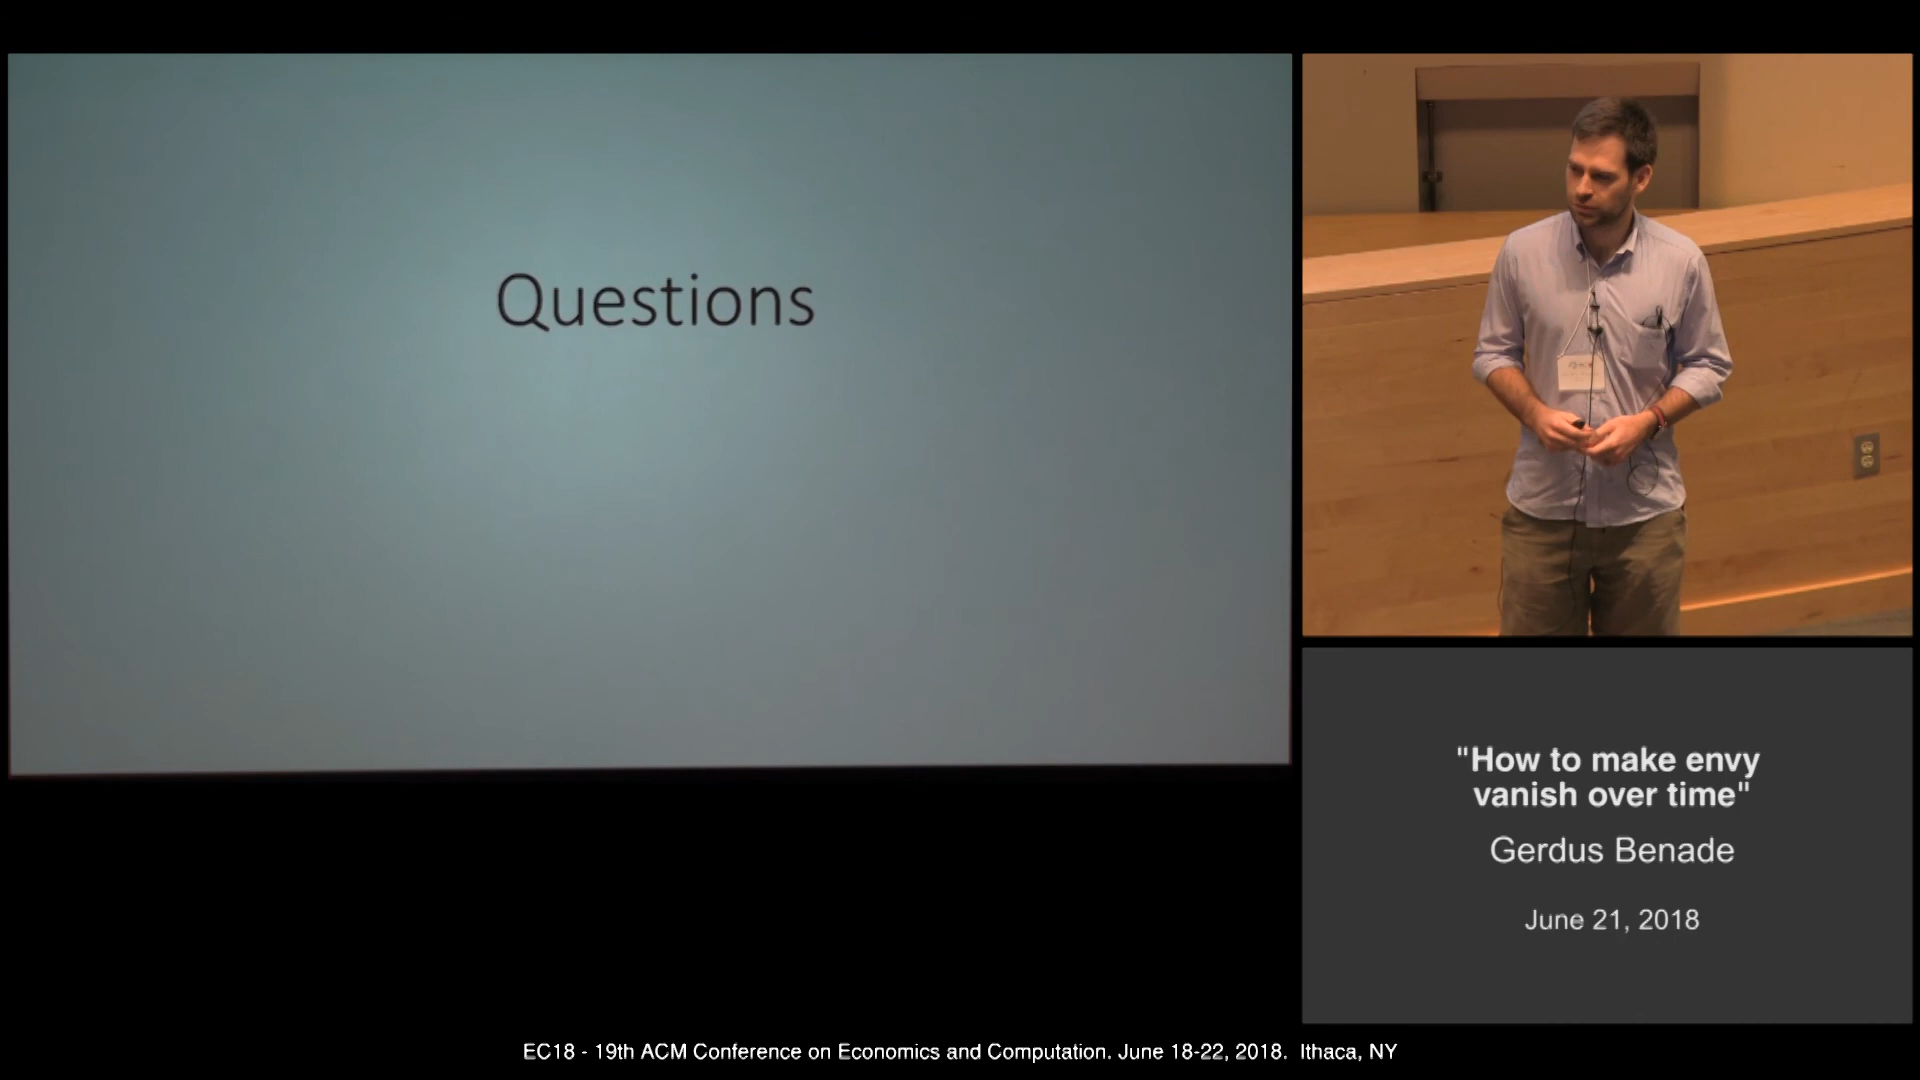 Questions
"How to make envy
vanish over time"
Gerdus Benade
June 21, 2018
EC18 - 19th ACM Conference on Economics and Computation. June 18-22, 2018. Ithaca, NY